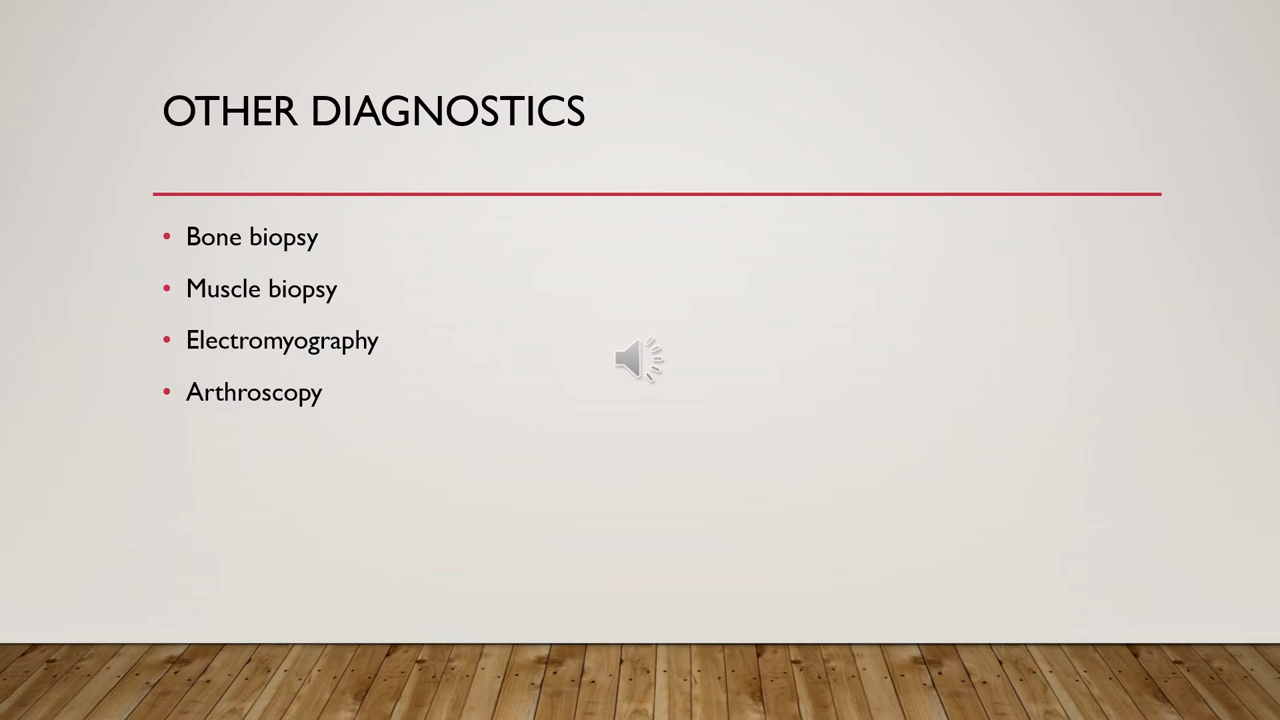 OTHER DIAGNOSTICS
• Bone biopsy
• Muscle biopsy
• Electromyography
• Arthroscopy